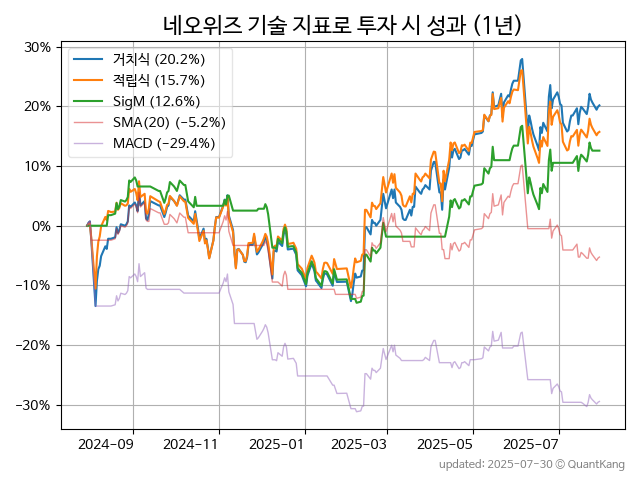 네오위즈 기술 지표로 투자 시 성과 (1년)
30%
20%
10%
0%
−10%
−20%
−30%
거치식 (20.2%)
적립식 (15.7%)
SigM (12.6%)
SMA(20) (−5.2%)
MACD (−29.4%)
2024-09
2024-11
2025-01
2025-03
2025-05
2025-07
updated: 2025-07-30 © QuantKang